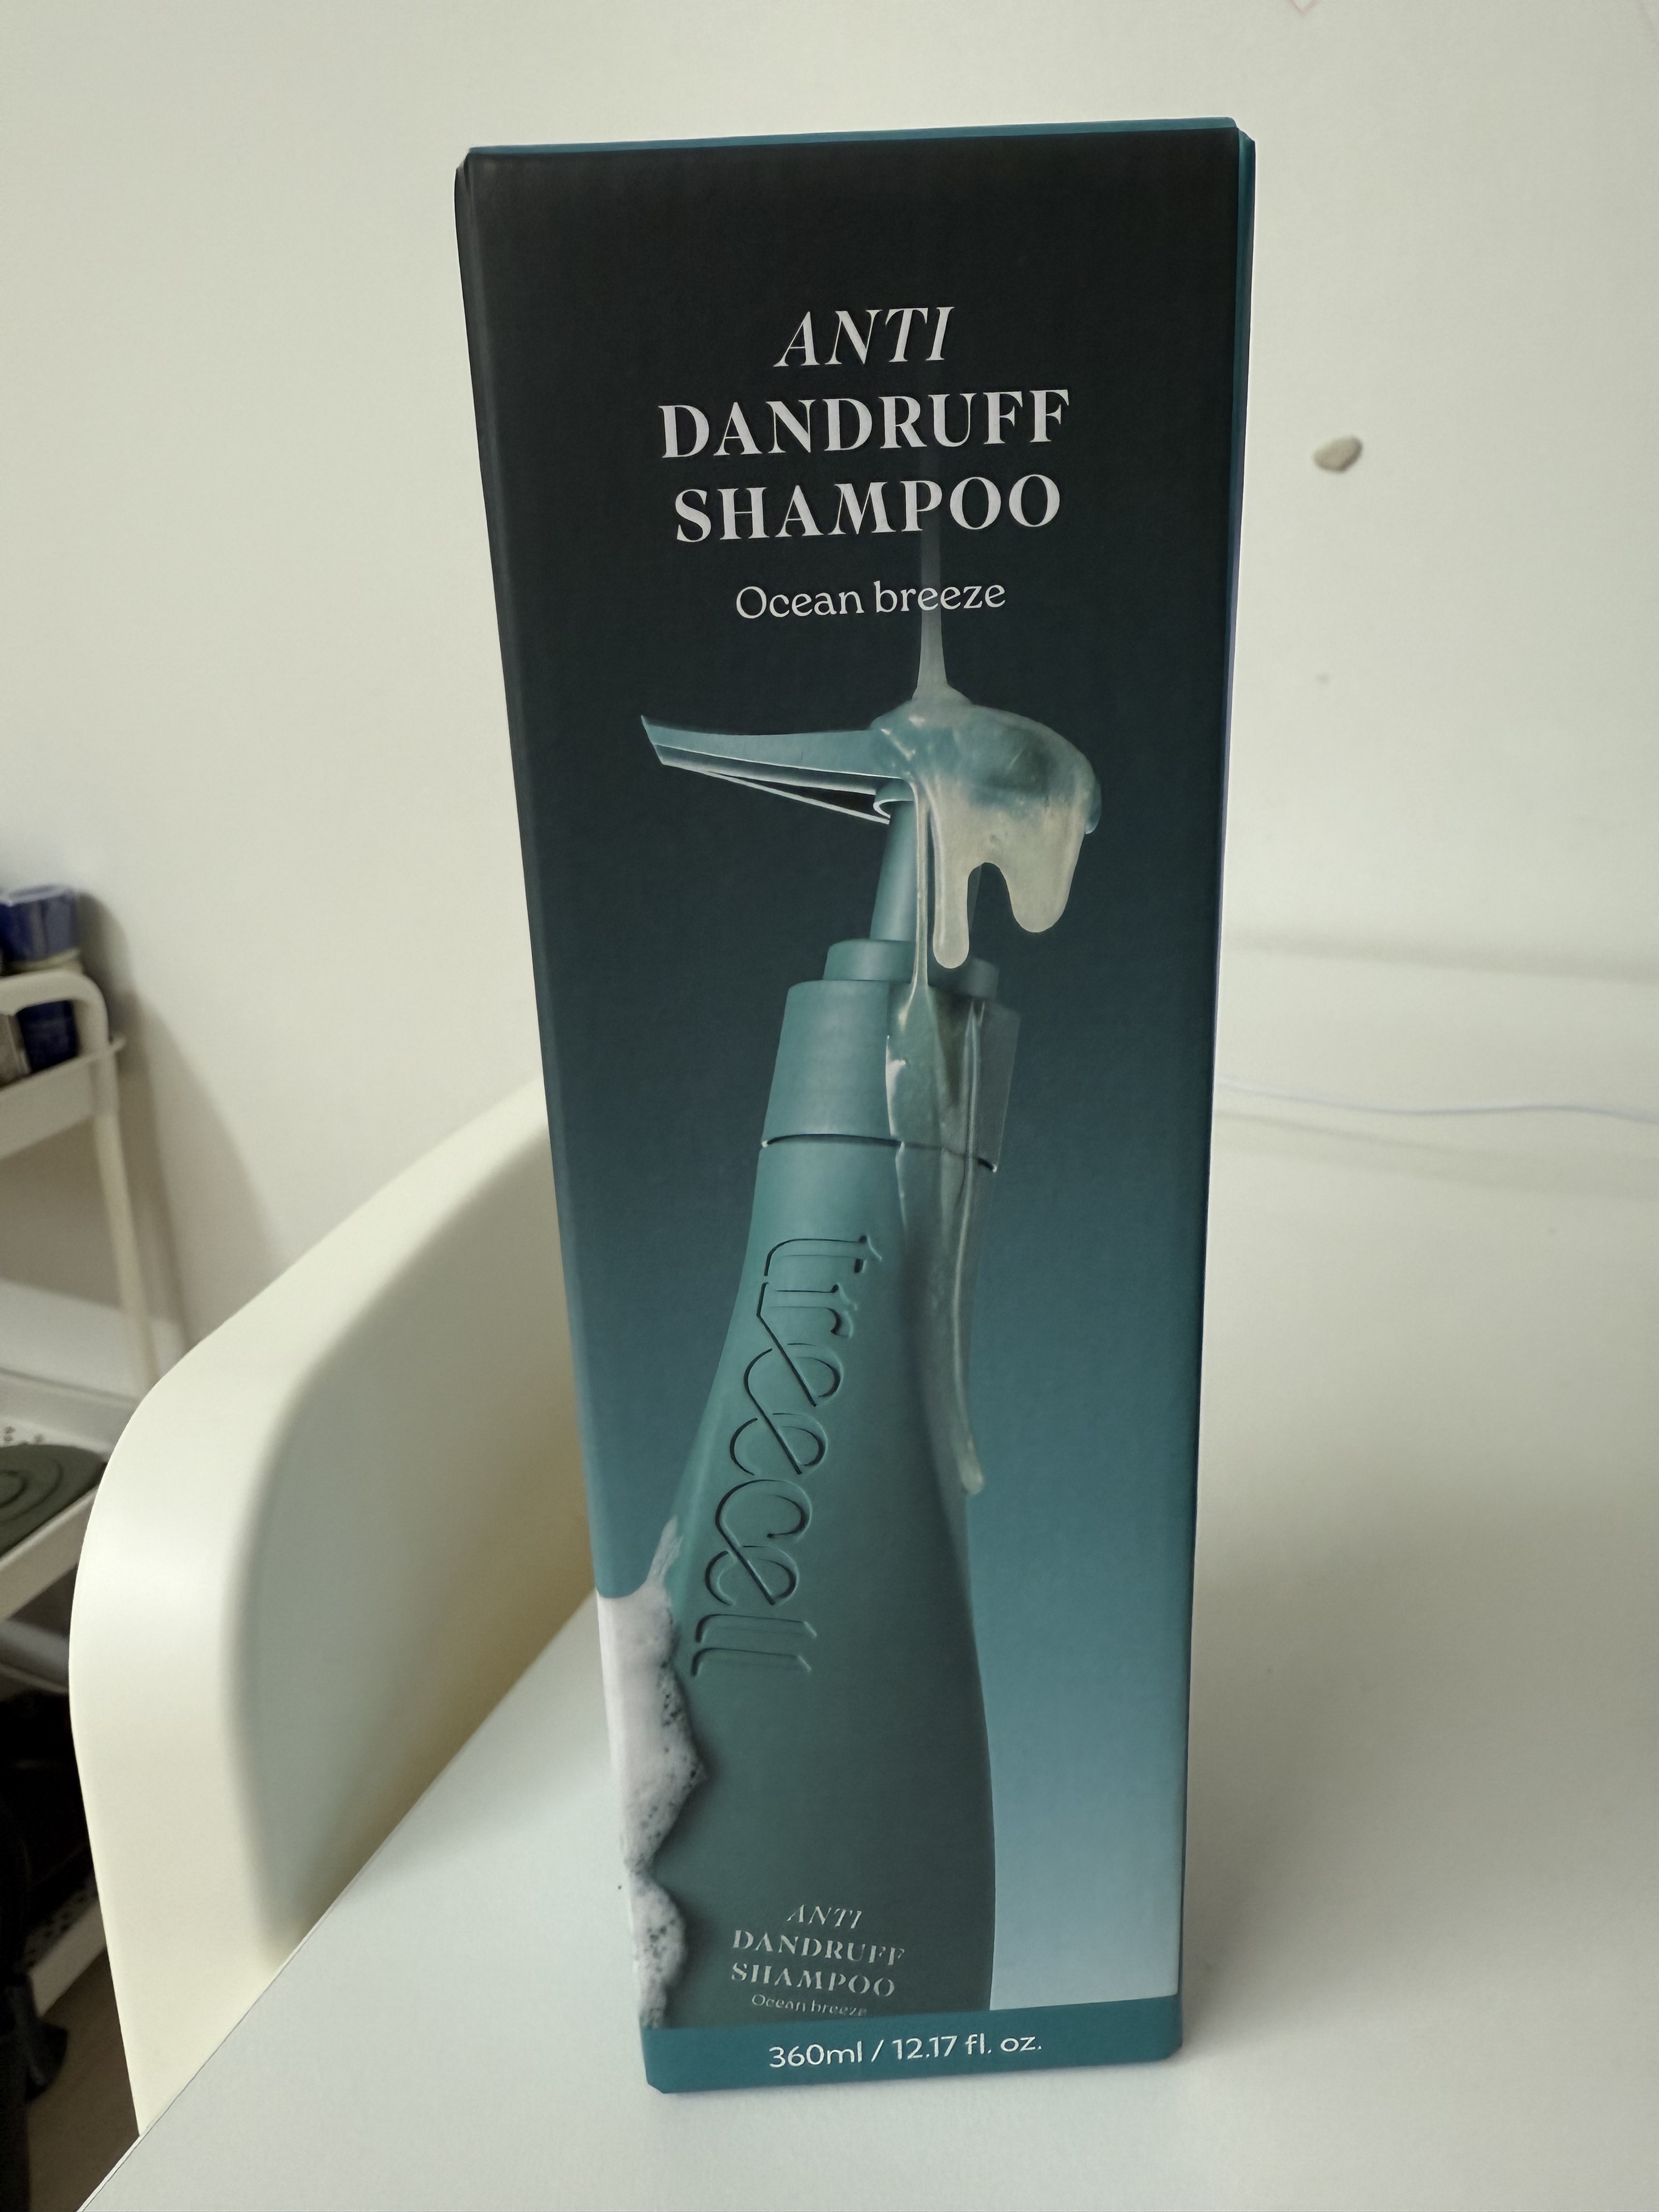 ANTI
DANDRUFF
SHAMPOO
Ocean breeze
treecell
ANTI
DANDRUFF
SHAMPOO
Ocean breeze
360ml / 12.17 fl. oz.